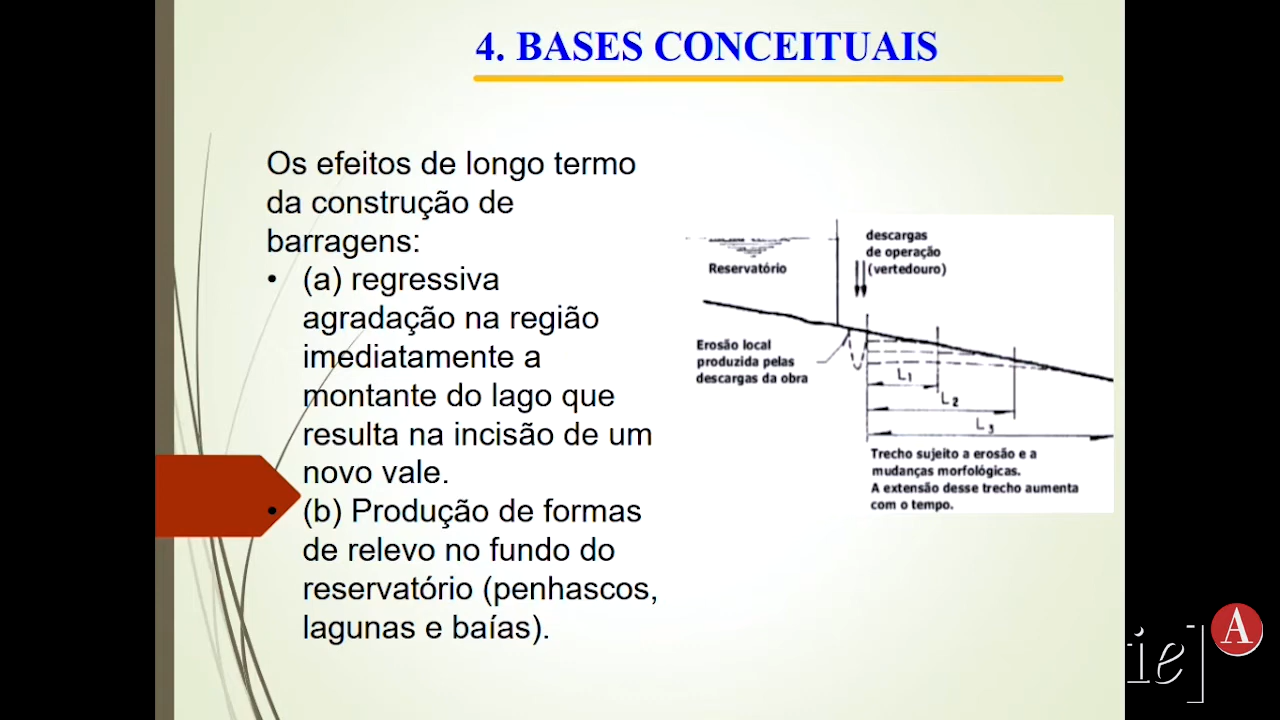 4. BASES CONCEITUAIS
Os efeitos de longo termo
da construção de
barragens:
• (a) regressiva
agradação na região
imediatamente a
montante do lago que
resulta na incisão de um
novo vale.
• (b) Produção de formas
de relevo no fundo do
reservatório (penhascos,
lagunas e baías).
descargas
de operação
(vertedouro)
Reservatório
Erosão local
produzida pelas
descargas da obra
L1
L2
L3
Trecho sujeito a erosão e a
mudanças morfológicas.
A extensão desse trecho aumenta
com o tempo.
ie]
A